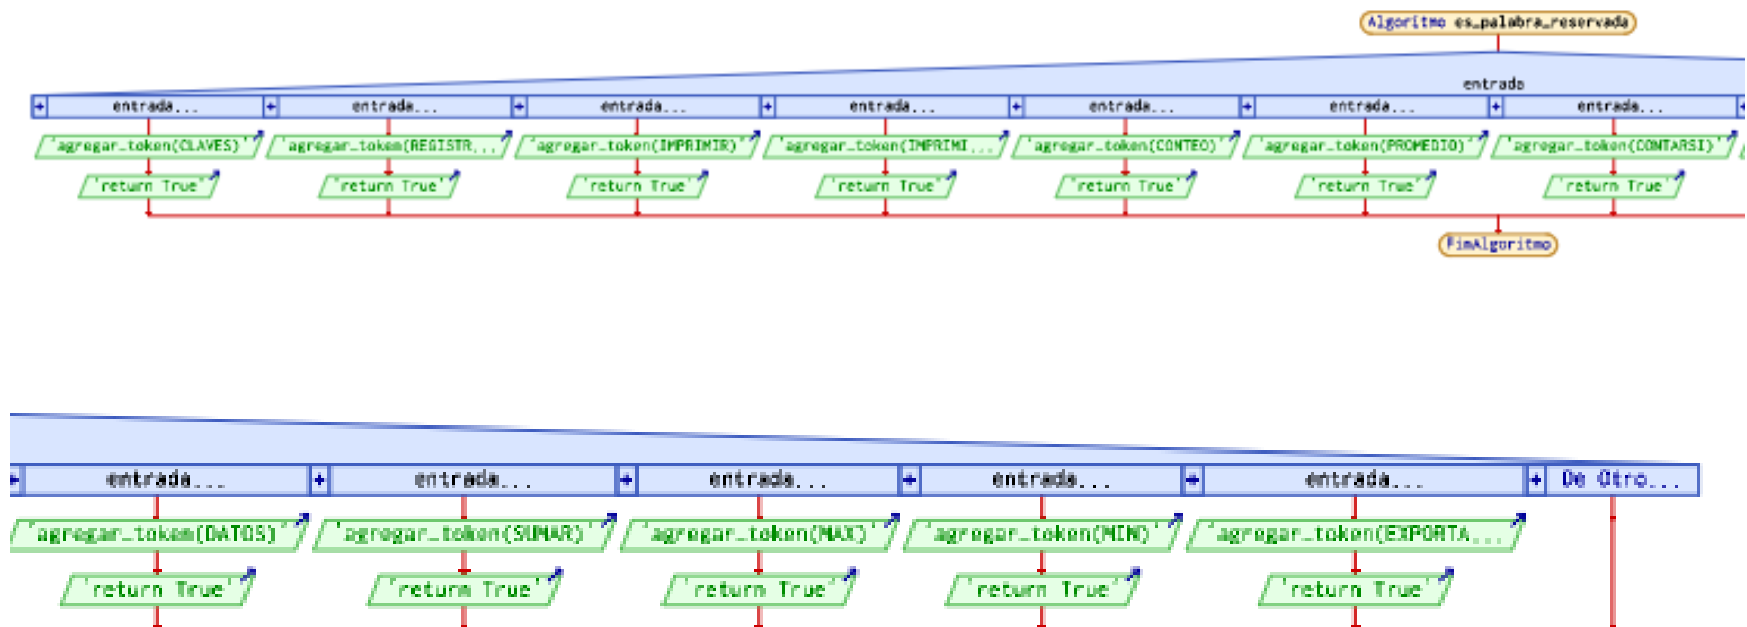 Algoritmo es_palabra_reservada
entrada
entrada... entrada... entrada... entrada... entrada... entrada... entrada...
'agregar_token(CLAVES)' 'agregar_token(REGISTR... 'agregar_token(IMPRIMIR)' 'agregar_token(IMPRIMI... 'agregar_token(CONTEO)' 'agregar_token(PROMEDIO)' 'agregar_token(CONTARSI)'
'return True' 'return True' 'return True' 'return True' 'return True' 'return True' 'return True'
FinAlgoritmo
entrada... entrada... entrada... entrada... entrada... De Otro...
'agregar_token(DATOS)' 'agregar_token(SUMAR)' 'agregar_token(MAX)' 'agregar_token(MIN)' 'agregar_token(EXPORTA...
'return True' 'return True' 'return True' 'return True' 'return True'